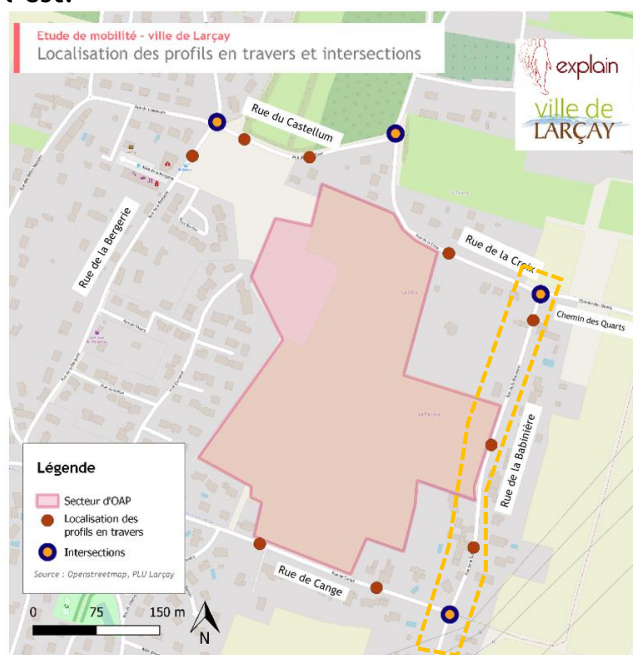 l'est.
Etude de mobilité - ville de Larçay
Localisation des profils en travers et intersections
explain
ville de
LARÇAY
Rue du Castellum
Rue de la Bergerie
Rue de la Croix
Chemin des Quarts
Rue de la Babinière
Rue de Cange
Légende
Secteur d'OAP
Localisation des
profils en travers
Intersections
Source : Openstreetmap, PLU Larçay
0 75 150 m
N